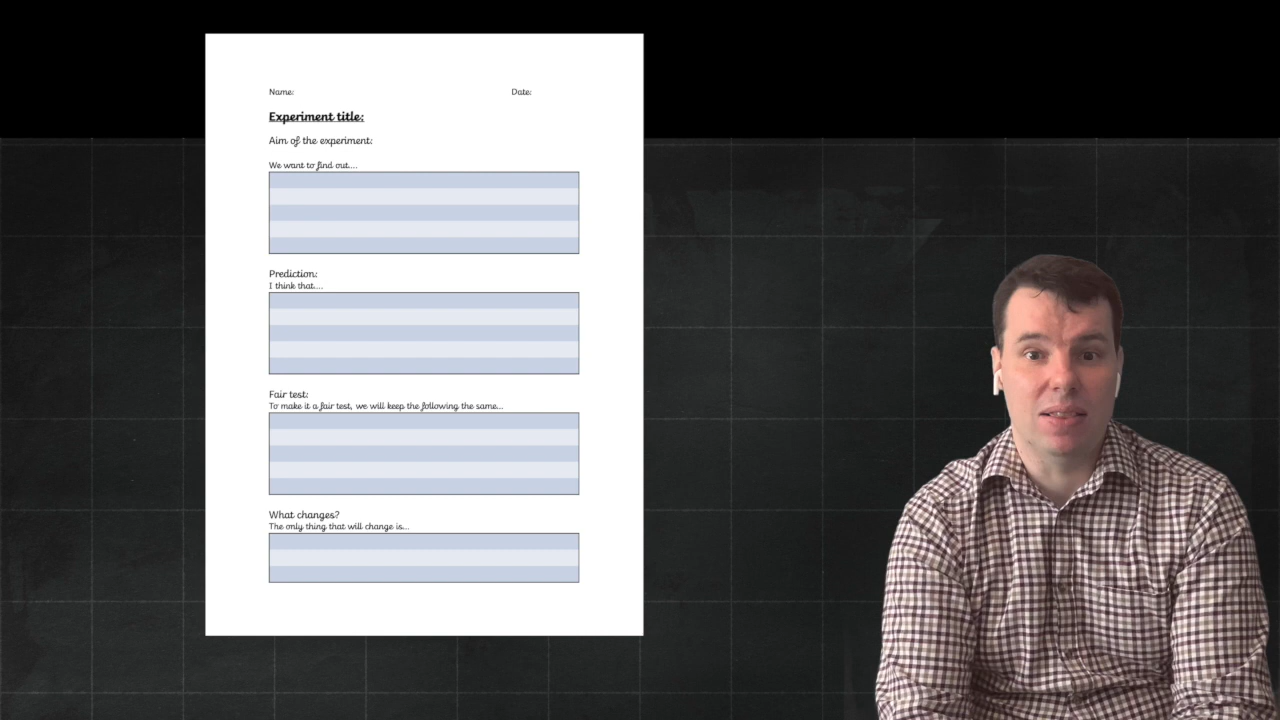 Name: Date:
Experiment title:
Aim of the experiment:
We want to find out....
Prediction:
I think that....
Fair test:
To make it a fair test, we will keep the following the same...
What changes?
The only thing that will change is...